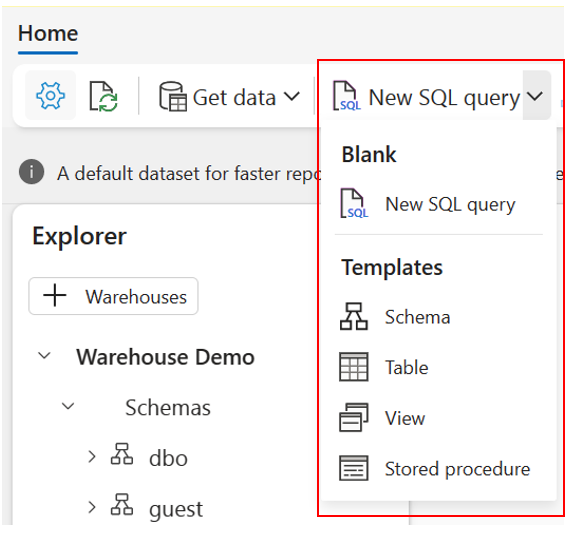 Home
Get data
SQL New SQL query
A default dataset for faster repo
Explorer
Warehouses
Warehouse Demo
Schemas
dbo
guest
Blank
SQL New SQL query
Templates
Schema
Table
View
Stored procedure